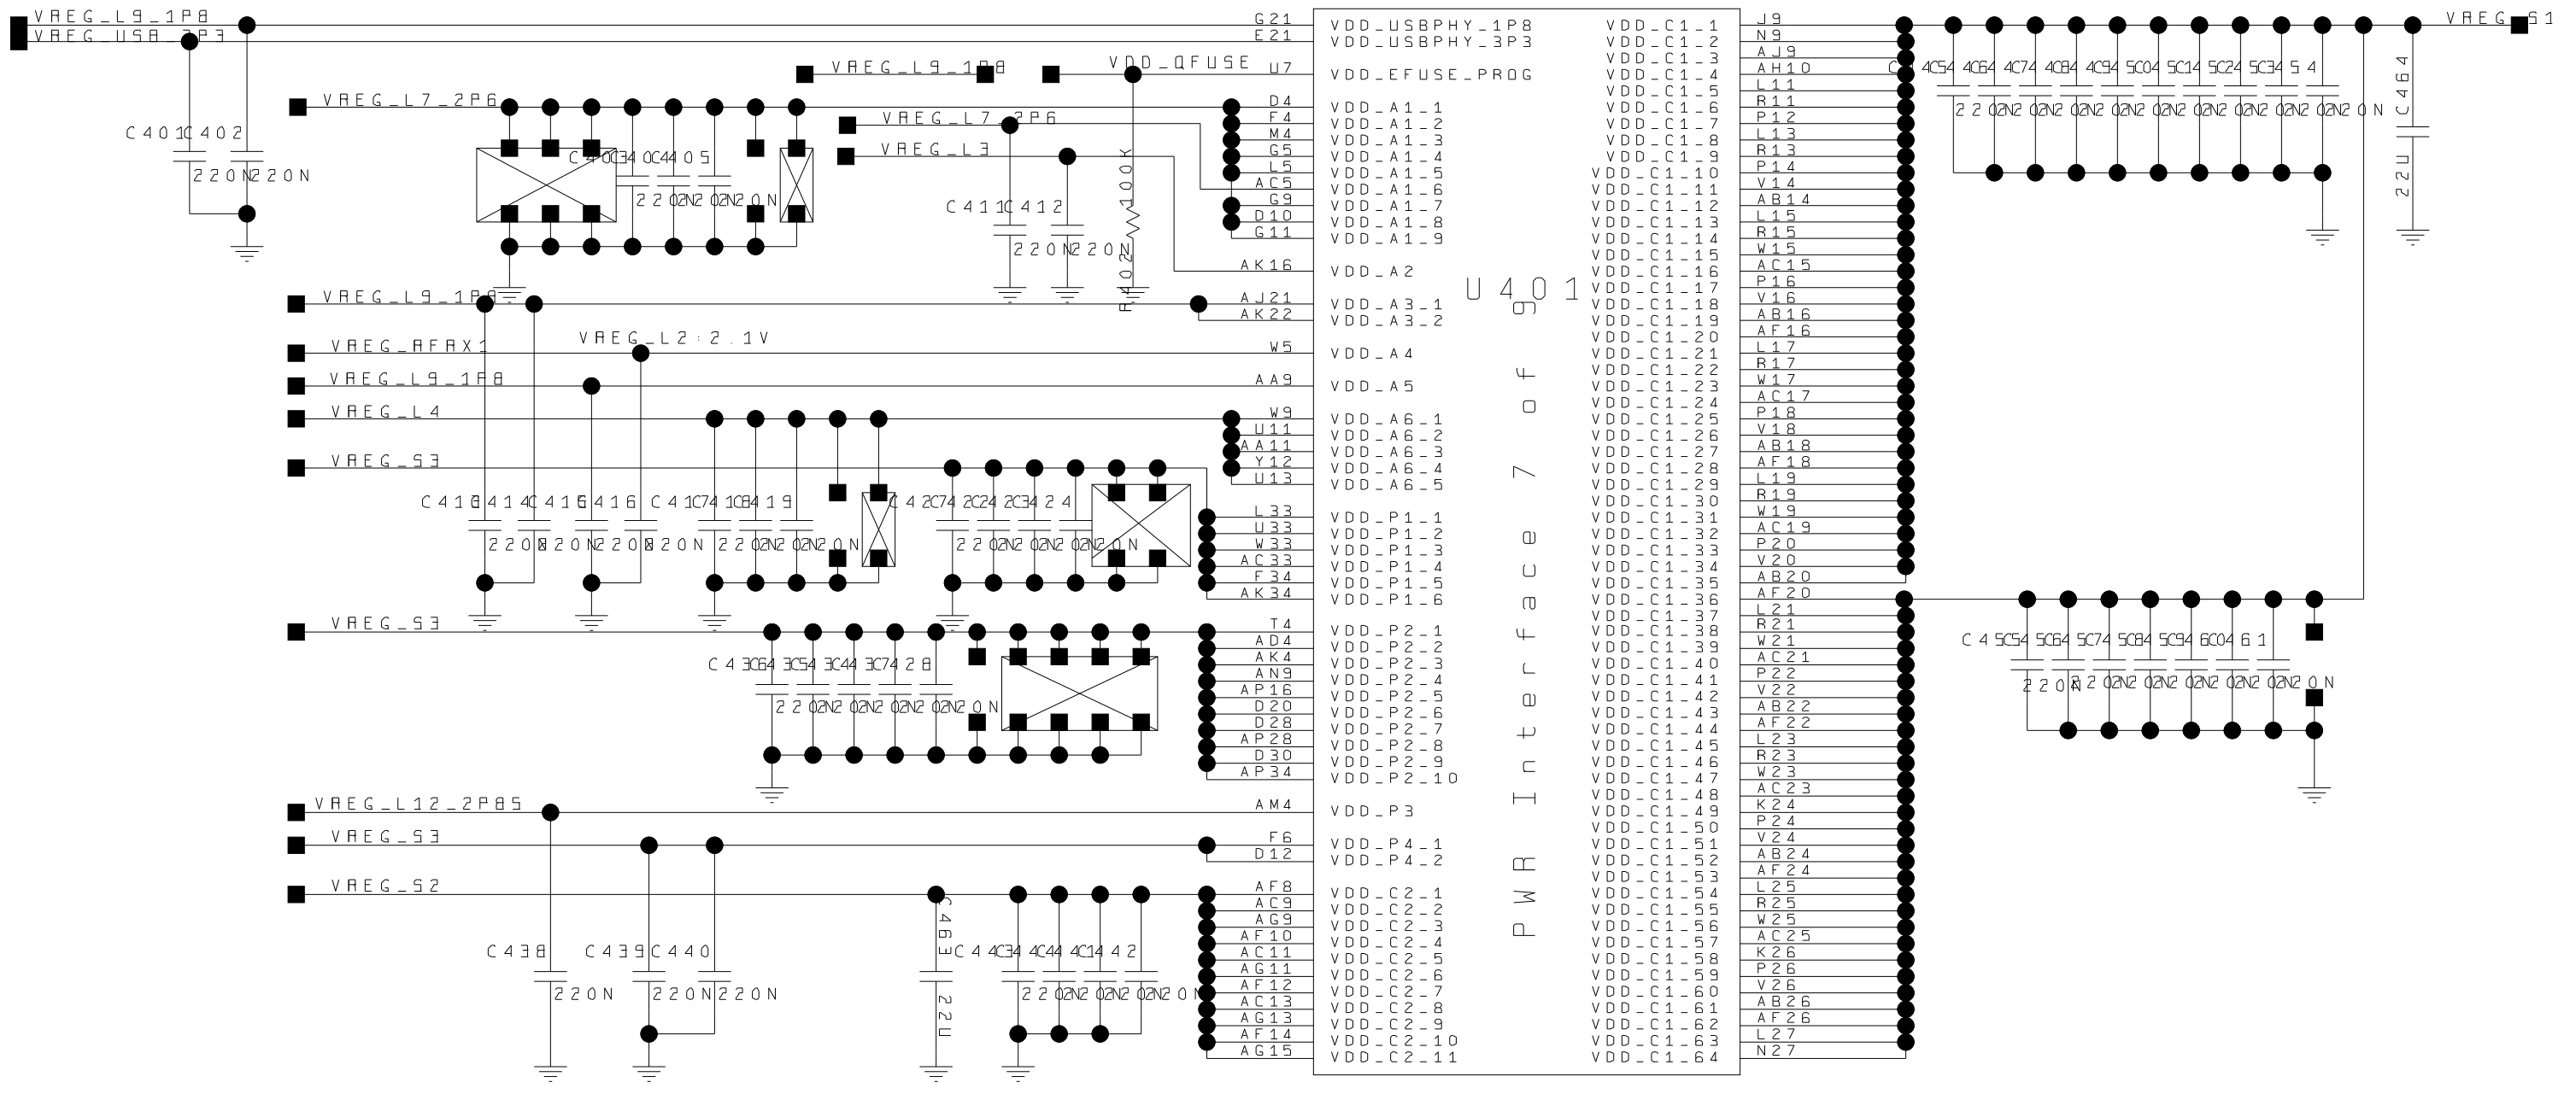 VREG_L9_1P8
VREG_USB_3P3
VREG_L9_1P8
VDD_QFUSE
VREG_L7_2P6
VREG_L7_2P6
VREG_L3
C401
C402
220N
220N
C411
C412
220N
220N
R402
100K
VREG_L9_1P8
VREG_RFRX1
VREG_L2:2.1V
VREG_L9_1P8
VREG_L4
VREG_S3
VREG_S3
VREG_L12_2P85
VREG_S3
VREG_S2
C438
220N
C439
220N
C440
220N
C463
22U
G21 VDD_USBPHY_1P8
E21 VDD_USBPHY_3P3
U7 VDD_EFUSE_PROG
D4 VDD_A1_1
F4 VDD_A1_2
M4 VDD_A1_3
G5 VDD_A1_4
L5 VDD_A1_5
AC5 VDD_A1_6
G9 VDD_A1_7
D10 VDD_A1_8
G11 VDD_A1_9
AK16 VDD_A2
AJ21 VDD_A3_1
AK22 VDD_A3_2
W5 VDD_A4
AA9 VDD_A5
W9 VDD_A6_1
U11 VDD_A6_2
AA11 VDD_A6_3
Y12 VDD_A6_4
U13 VDD_A6_5
L33 VDD_P1_1
U33 VDD_P1_2
W33 VDD_P1_3
AC33 VDD_P1_4
F34 VDD_P1_5
AK34 VDD_P1_6
T4 VDD_P2_1
AD4 VDD_P2_2
AK4 VDD_P2_3
AN9 VDD_P2_4
AP16 VDD_P2_5
D20 VDD_P2_6
D28 VDD_P2_7
AP28 VDD_P2_8
D30 VDD_P2_9
AP34 VDD_P2_10
AM4 VDD_P3
F6 VDD_P4_1
D12 VDD_P4_2
AF8 VDD_C2_1
AC9 VDD_C2_2
AG9 VDD_C2_3
AF10 VDD_C2_4
AC11 VDD_C2_5
AG11 VDD_C2_6
AF12 VDD_C2_7
AC13 VDD_C2_8
AG13 VDD_C2_9
AF14 VDD_C2_10
AG15 VDD_C2_11
U401
PWR Interface 7 of 9
VDD_C1_1 J9
VDD_C1_2 N9
VDD_C1_3 AJ9
VDD_C1_4 AH10
VDD_C1_5 L11
VDD_C1_6 R11
VDD_C1_7 P12
VDD_C1_8 L13
VDD_C1_9 R13
VDD_C1_10 P14
VDD_C1_11 V14
VDD_C1_12 AB14
VDD_C1_13 L15
VDD_C1_14 R15
VDD_C1_15 W15
VDD_C1_16 AC15
VDD_C1_17 P16
VDD_C1_18 V16
VDD_C1_19 AB16
VDD_C1_20 AF16
VDD_C1_21 L17
VDD_C1_22 R17
VDD_C1_23 W17
VDD_C1_24 AC17
VDD_C1_25 P18
VDD_C1_26 V18
VDD_C1_27 AB18
VDD_C1_28 AF18
VDD_C1_29 L19
VDD_C1_30 R19
VDD_C1_31 W19
VDD_C1_32 AC19
VDD_C1_33 P20
VDD_C1_34 V20
VDD_C1_35 AB20
VDD_C1_36 AF20
VDD_C1_37 L21
VDD_C1_38 R21
VDD_C1_39 W21
VDD_C1_40 AC21
VDD_C1_41 P22
VDD_C1_42 V22
VDD_C1_43 AB22
VDD_C1_44 AF22
VDD_C1_45 L23
VDD_C1_46 R23
VDD_C1_47 W23
VDD_C1_48 AC23
VDD_C1_49 K24
VDD_C1_50 P24
VDD_C1_51 V24
VDD_C1_52 AB24
VDD_C1_53 AF24
VDD_C1_54 L25
VDD_C1_55 R25
VDD_C1_56 W25
VDD_C1_57 AC25
VDD_C1_58 K26
VDD_C1_59 P26
VDD_C1_60 V26
VDD_C1_61 AB26
VDD_C1_62 AF26
VDD_C1_63 L27
VDD_C1_64 N27
VREG_S1
C464
22U